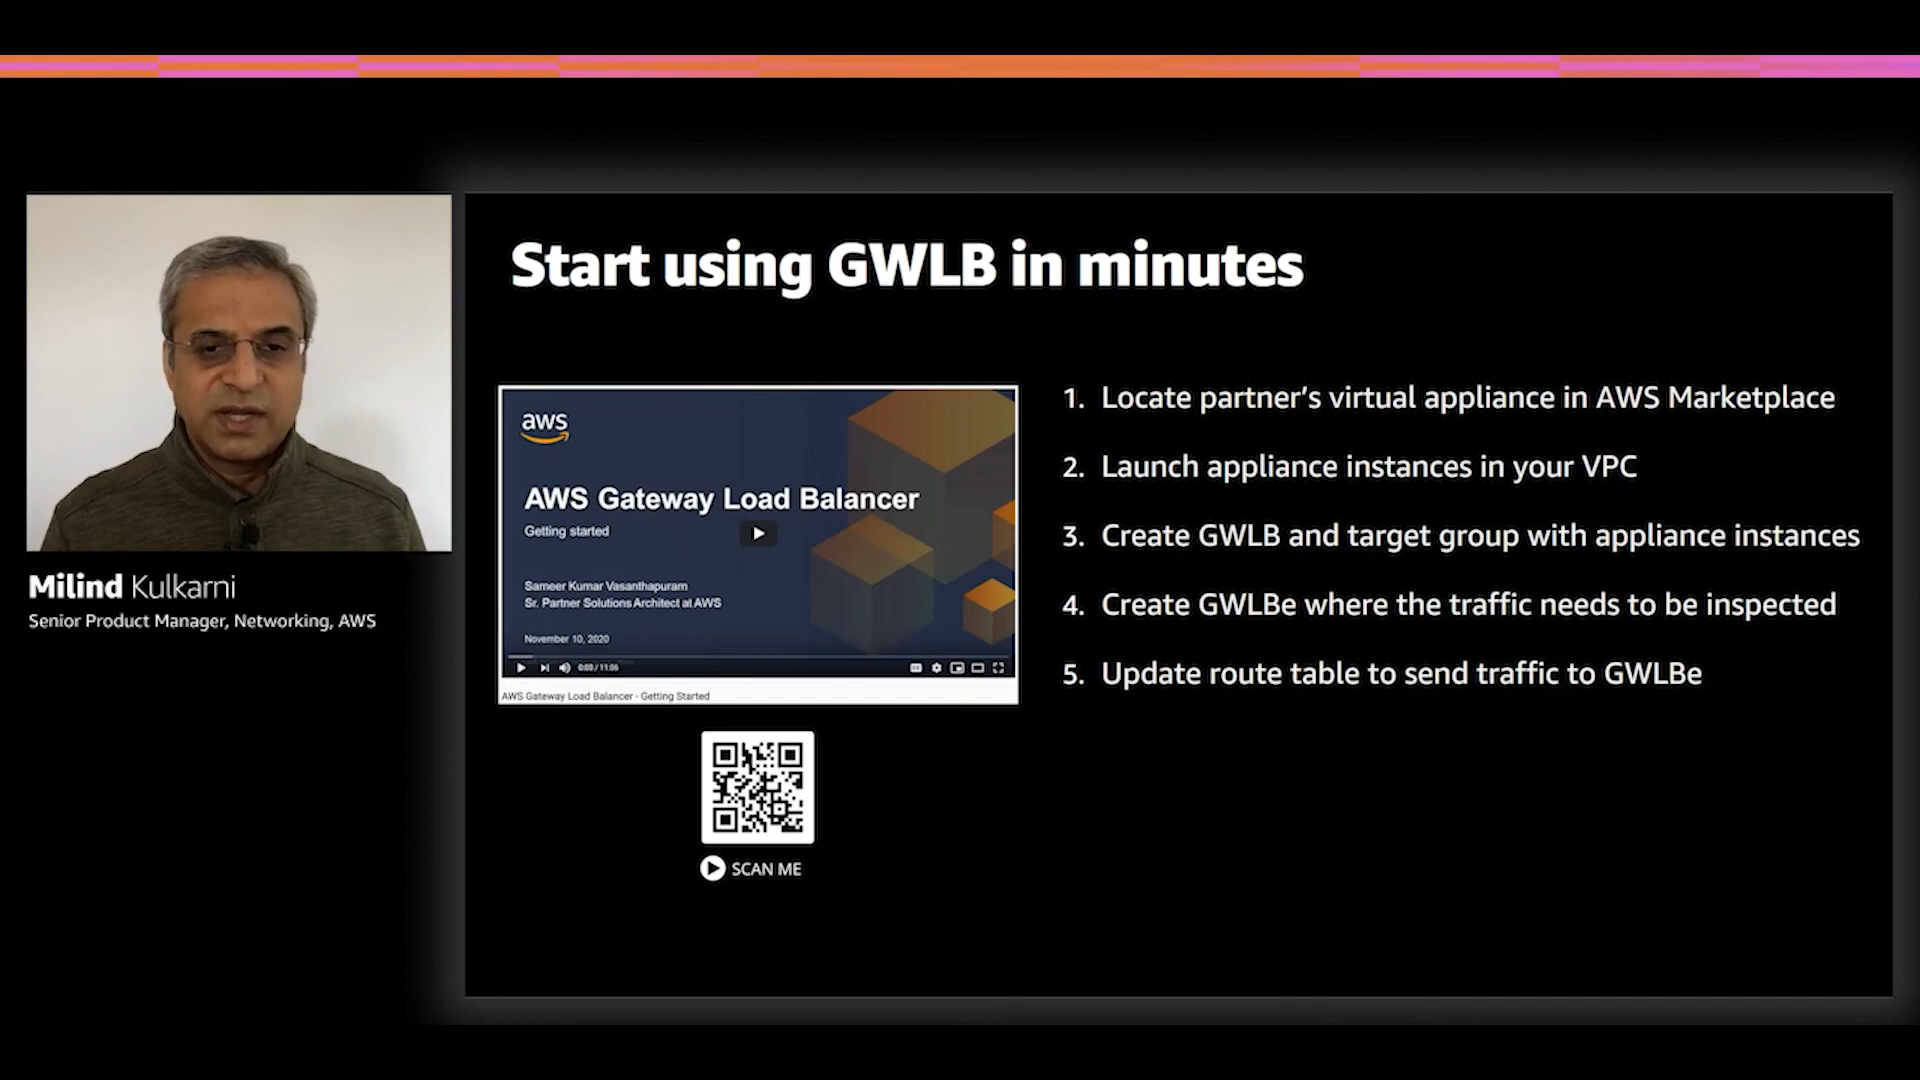 Start using GWLB in minutes
aws
AWS Gateway Load Balancer
Getting started
Sameer Kumar Vasanthapuram
Sr. Partner Solutions Architect at AWS
November 10, 2020
0:03 / 11:06
AWS Gateway Load Balancer - Getting Started
SCAN ME
1. Locate partner’s virtual appliance in AWS Marketplace
2. Launch appliance instances in your VPC
3. Create GWLB and target group with appliance instances
4. Create GWLBe where the traffic needs to be inspected
5. Update route table to send traffic to GWLBe
Milind Kulkarni
Senior Product Manager, Networking, AWS